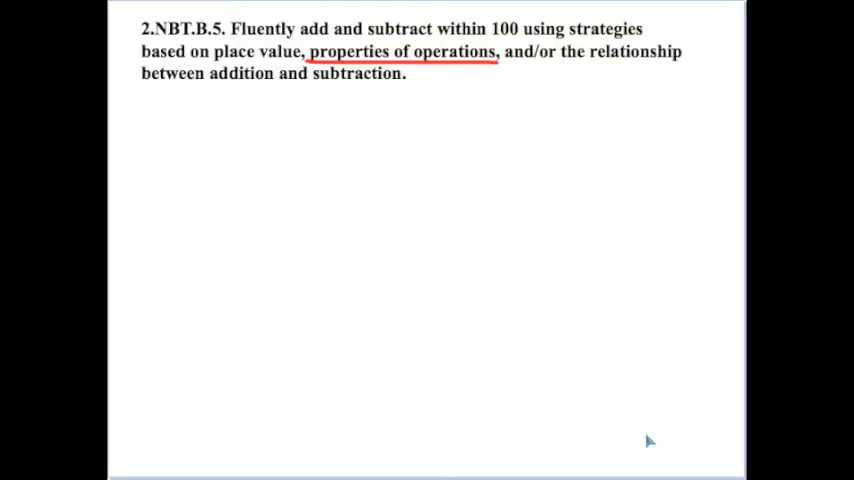 2.NBT.B.5. Fluently add and subtract within 100 using strategies
based on place value, properties of operations, and/or the relationship
between addition and subtraction.